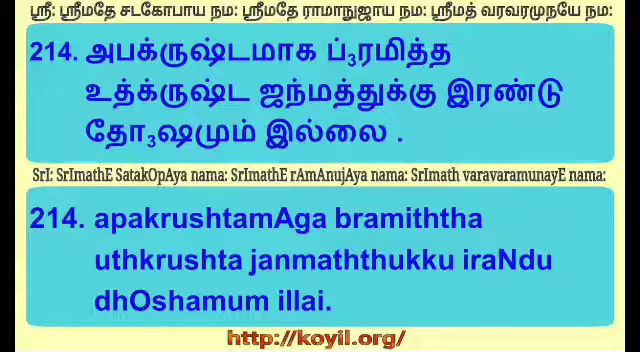 ஸ்ரீ: ஸ்ரீமதே சடகோபாய நம: ஸ்ரீமதே ராமாநுஜாய நம: ஸ்ரீமத் வரவரமுநயே நம:
214. அபக்ருஷ்டமாக ப்₃ரமித்த
உத்க்ருஷ்ட ஜந்மத்துக்கு இரண்டு
தோ₃ஷமும் இல்லை .
SrI: SrImathE SatakOpAya nama: SrImathE rAmAnujAya nama: SrImath varavaramunayE nama:
214. apakrushtamAga bramiththa
uthkrushta janmaththukku iraNdu
dhOshamum illai.
http://koyil.org/